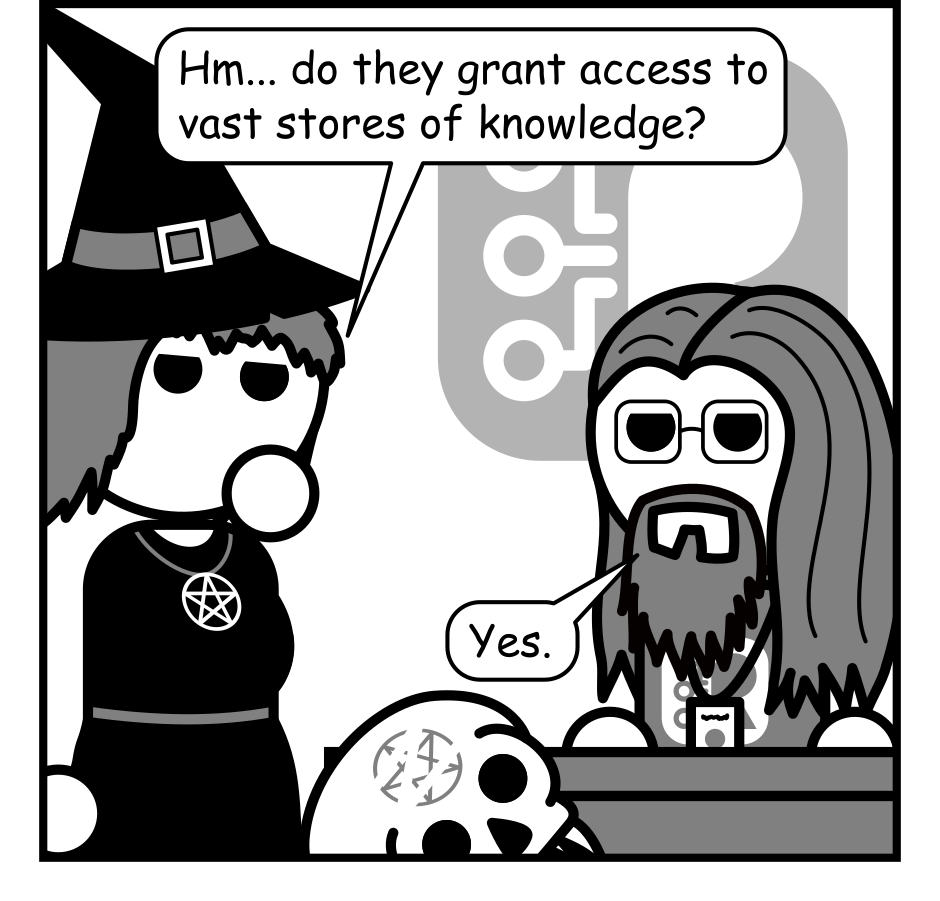 Hm... do they grant access to
vast stores of knowledge?
Yes.